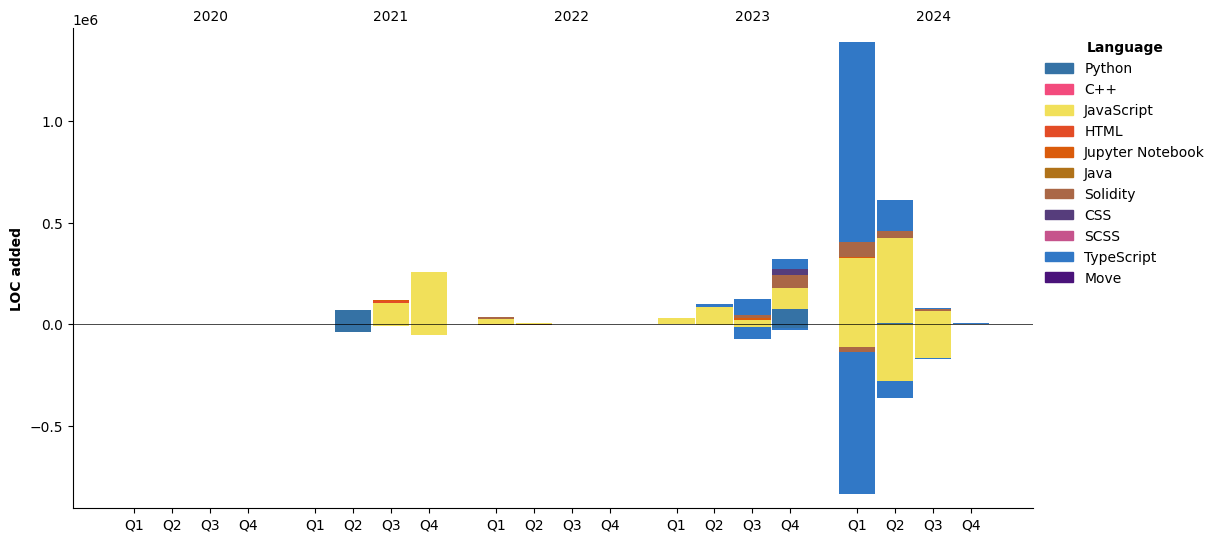 1e6
2020 2021 2022 2023 2024
LOC added
1.0
0.5
0.0
−0.5
Q1 Q2 Q3 Q4 Q1 Q2 Q3 Q4 Q1 Q2 Q3 Q4 Q1 Q2 Q3 Q4 Q1 Q2 Q3 Q4
Language
Python
C++
JavaScript
HTML
Jupyter Notebook
Java
Solidity
CSS
SCSS
TypeScript
Move